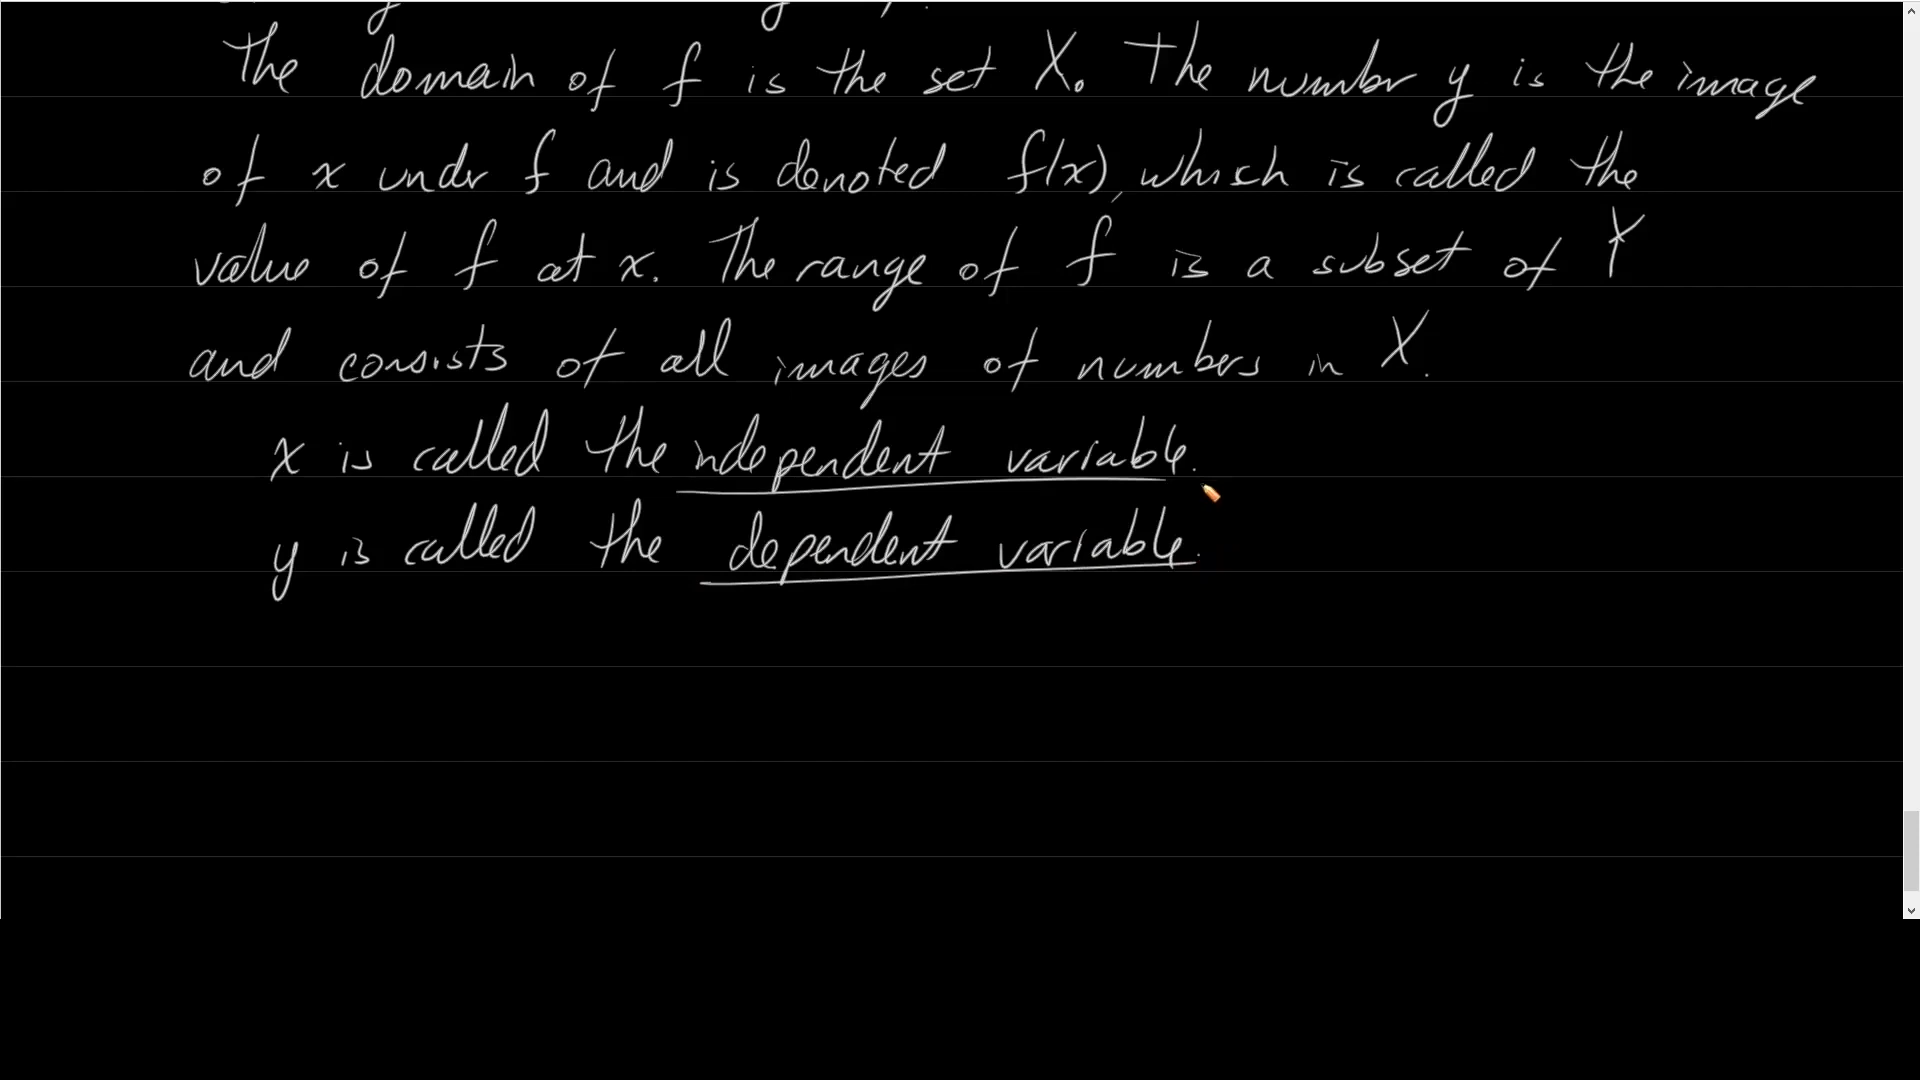 The domain of f is the set X. The number y is the image
of x under f and is denoted f(x), which is called the
value of f at x. The range of f is a subset of Y
and consists of all images of numbers in X.
x is called the independent variable.
y is called the dependent variable.